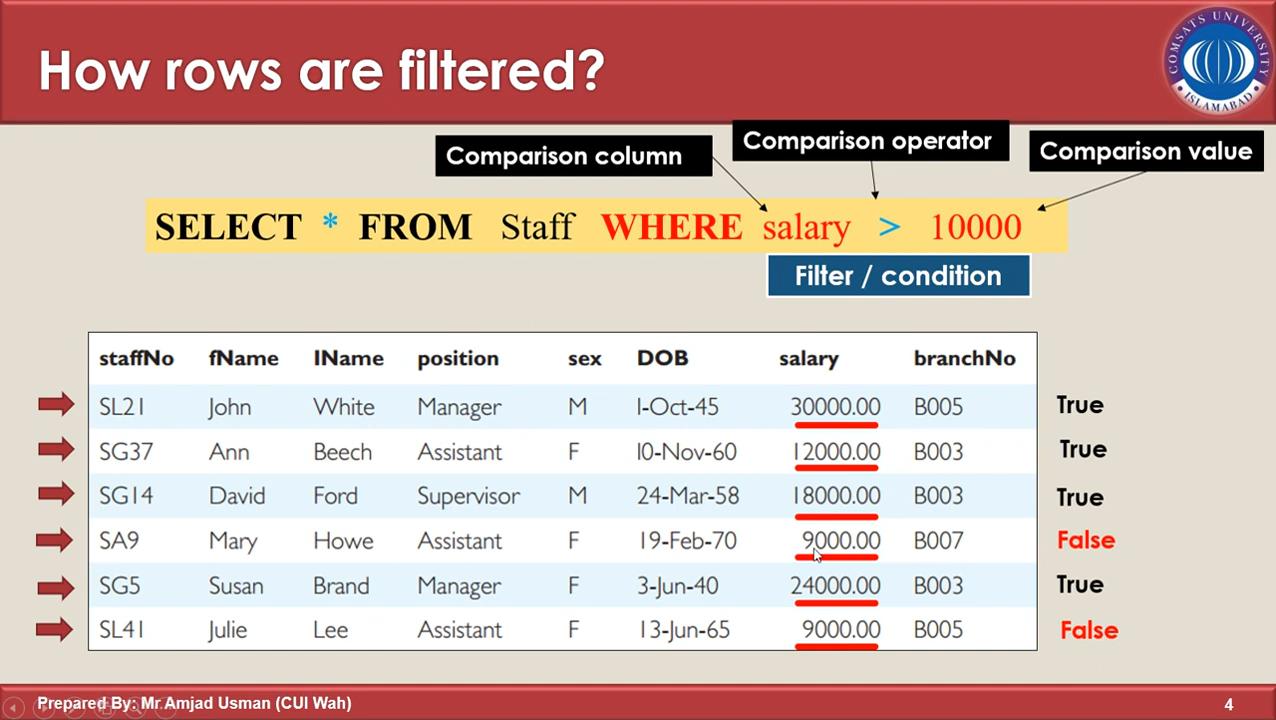 How rows are filtered?
COMSATS UNIVERSITY
ISLAMABAD
Comparison column
Comparison operator
Comparison value
SELECT * FROM Staff WHERE salary > 10000
Filter / condition
staffNo fName lName position sex DOB salary branchNo
SL21 John White Manager M 1-Oct-45 30000.00 B005 True
SG37 Ann Beech Assistant F 10-Nov-60 12000.00 B003 True
SG14 David Ford Supervisor M 24-Mar-58 18000.00 B003 True
SA9 Mary Howe Assistant F 19-Feb-70 9000.00 B007 False
SG5 Susan Brand Manager F 3-Jun-40 24000.00 B003 True
SL41 Julie Lee Assistant F 13-Jun-65 9000.00 B005 False
Prepared By: Mr.Amjad Usman (CUI Wah) 4